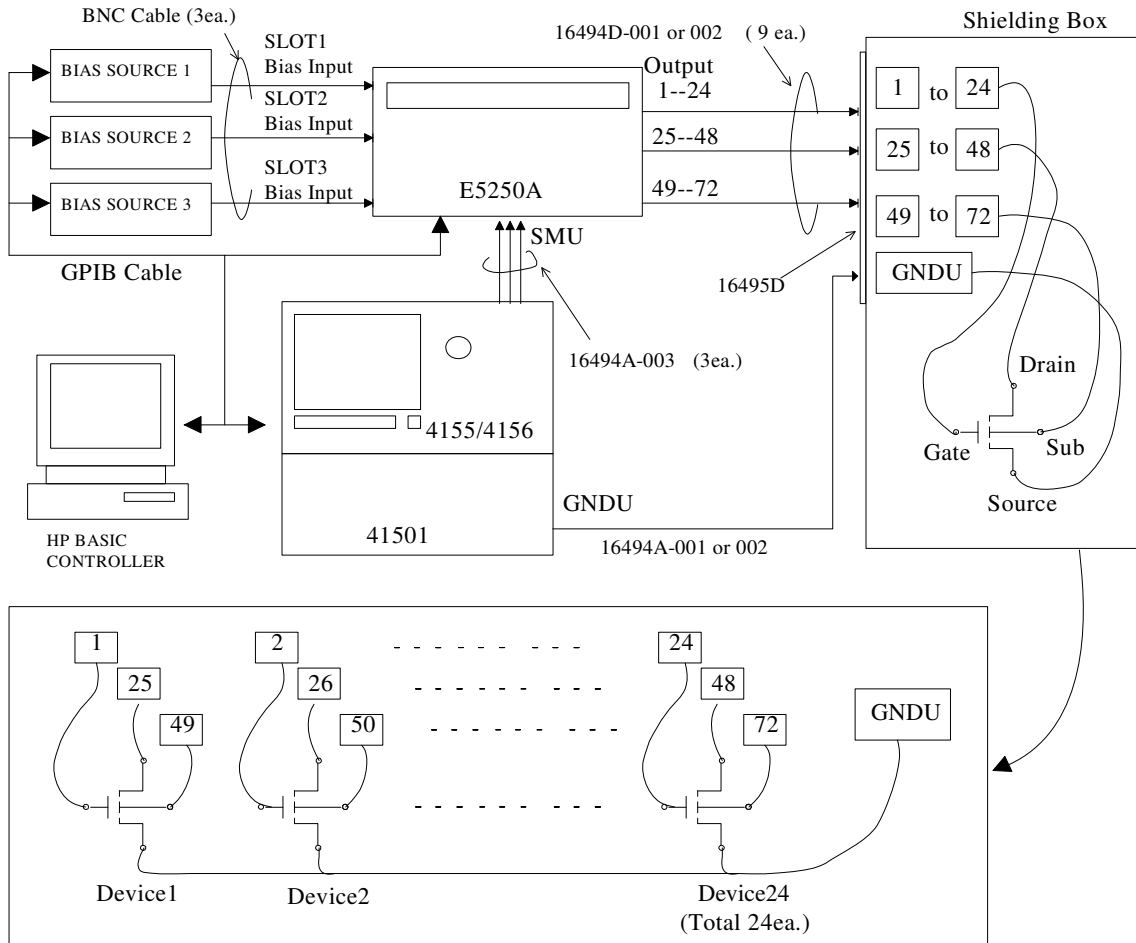 BNC Cable (3ea.)
Shielding Box
16494D-001 or 002 ( 9 ea.)
BIAS SOURCE 1
SLOT1
Bias Input
Output
1--24
1 to 24
BIAS SOURCE 2
SLOT2
Bias Input
25--48
25 to 48
BIAS SOURCE 3
SLOT3
Bias Input
E5250A
49--72
49 to 72
SMU
GPIB Cable
16495D
GNDU
16494A-003 (3ea.)
Drain
4155/4156
Gate
Sub
Source
GNDU
41501
16494A-001 or 002
HP BASIC
CONTROLLER
1
2
24
25
26
48
49
50
72
GNDU
Device1
Device2
Device24
(Total 24ea.)